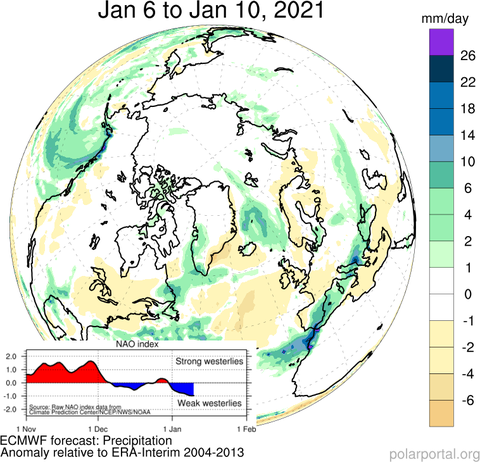 Jan 6 to Jan 10, 2021
mm/day
26
22
18
14
10
6
4
2
1
0
-1
-2
-4
-6
NAO index
2.0
1.0
0.0
-1.0
-2.0
Strong westerlies
Weak westerlies
Source: Raw NAO index data from
Climate Prediction Center/NCEP/NWS/NOAA
1 Nov 1 Dec 1 Jan 1 Feb
ECMWF forecast: Precipitation
Anomaly relative to ERA-Interim 2004-2013
polarportal.org